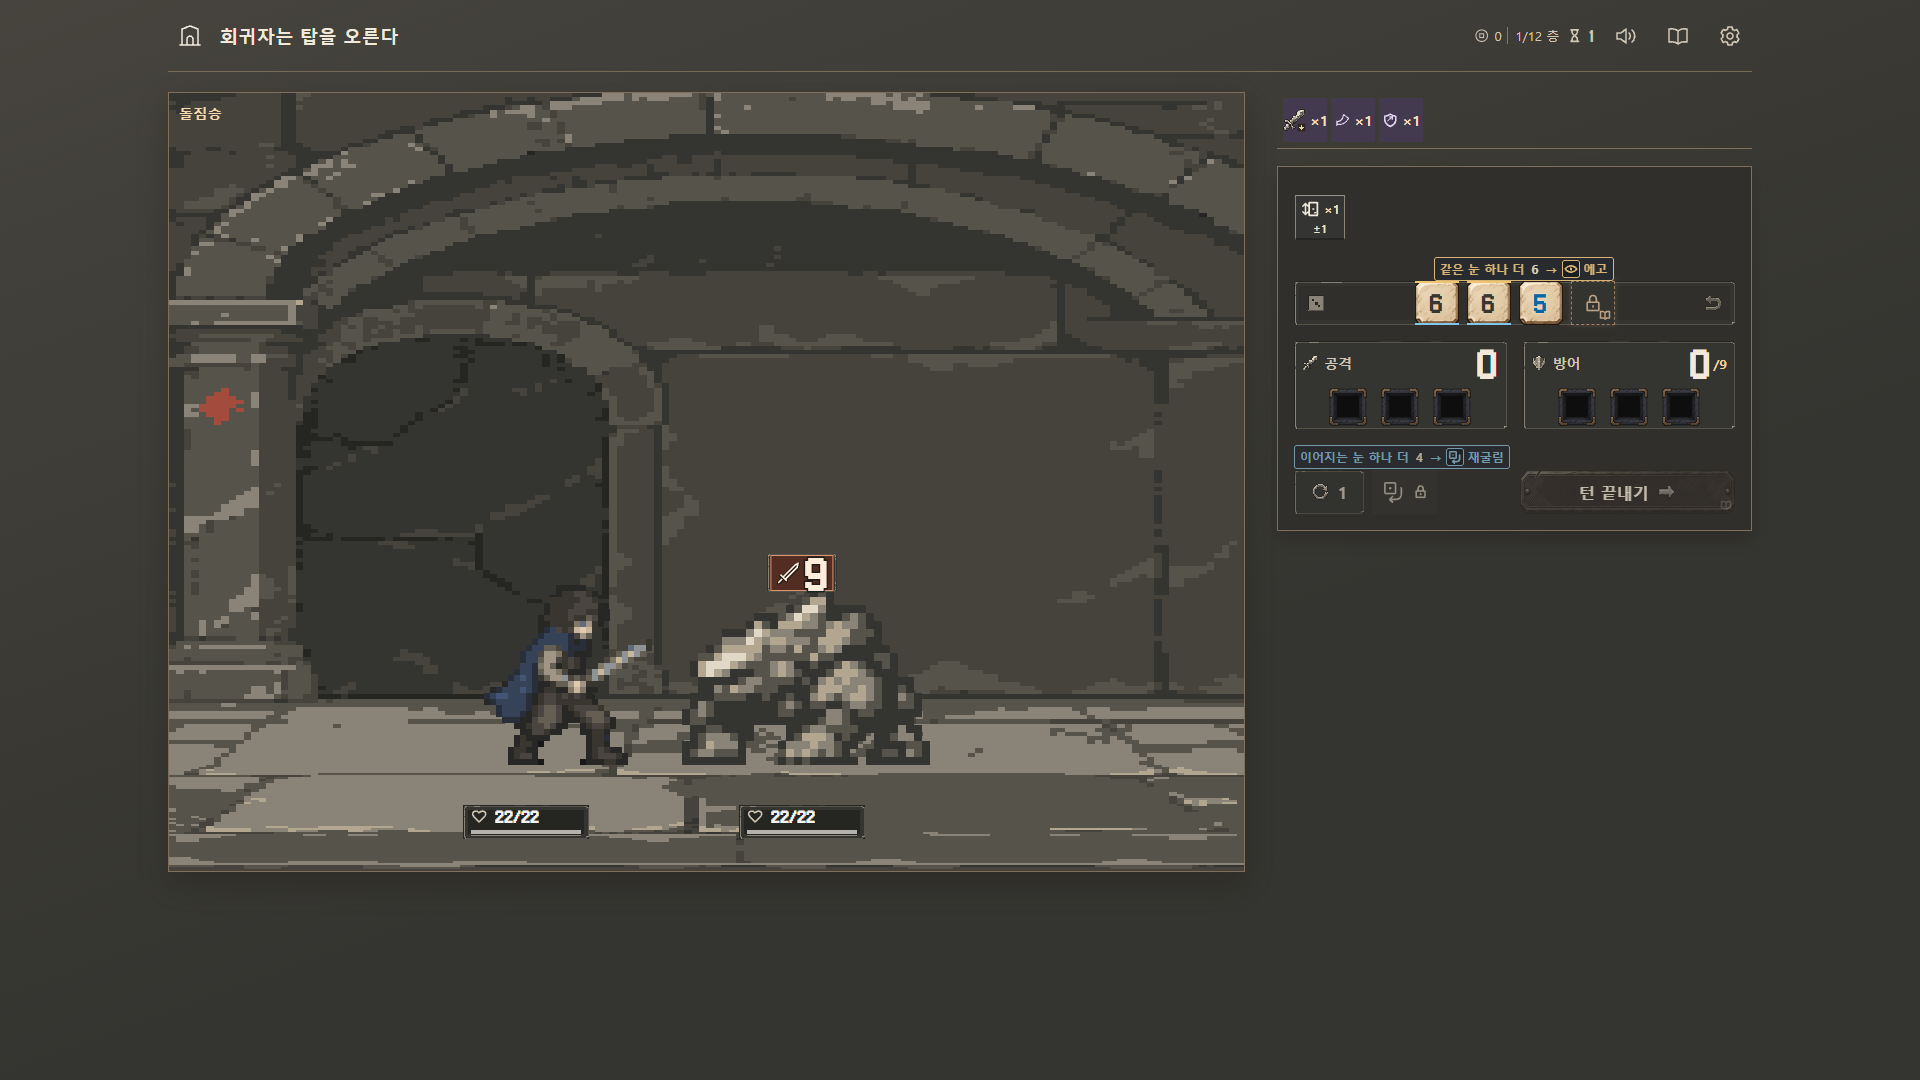 회귀자는 탑을 오른다
0 1/12 층 1
돌짐승
×1 ×1 ×1
×1
±1
같은 눈 하나 더 6 → 예고
6 6 5
공격 0
방어 0/9
이어지는 눈 하나 더 4 → 재굴림
1
턴 끝내기
9
22/22
22/22